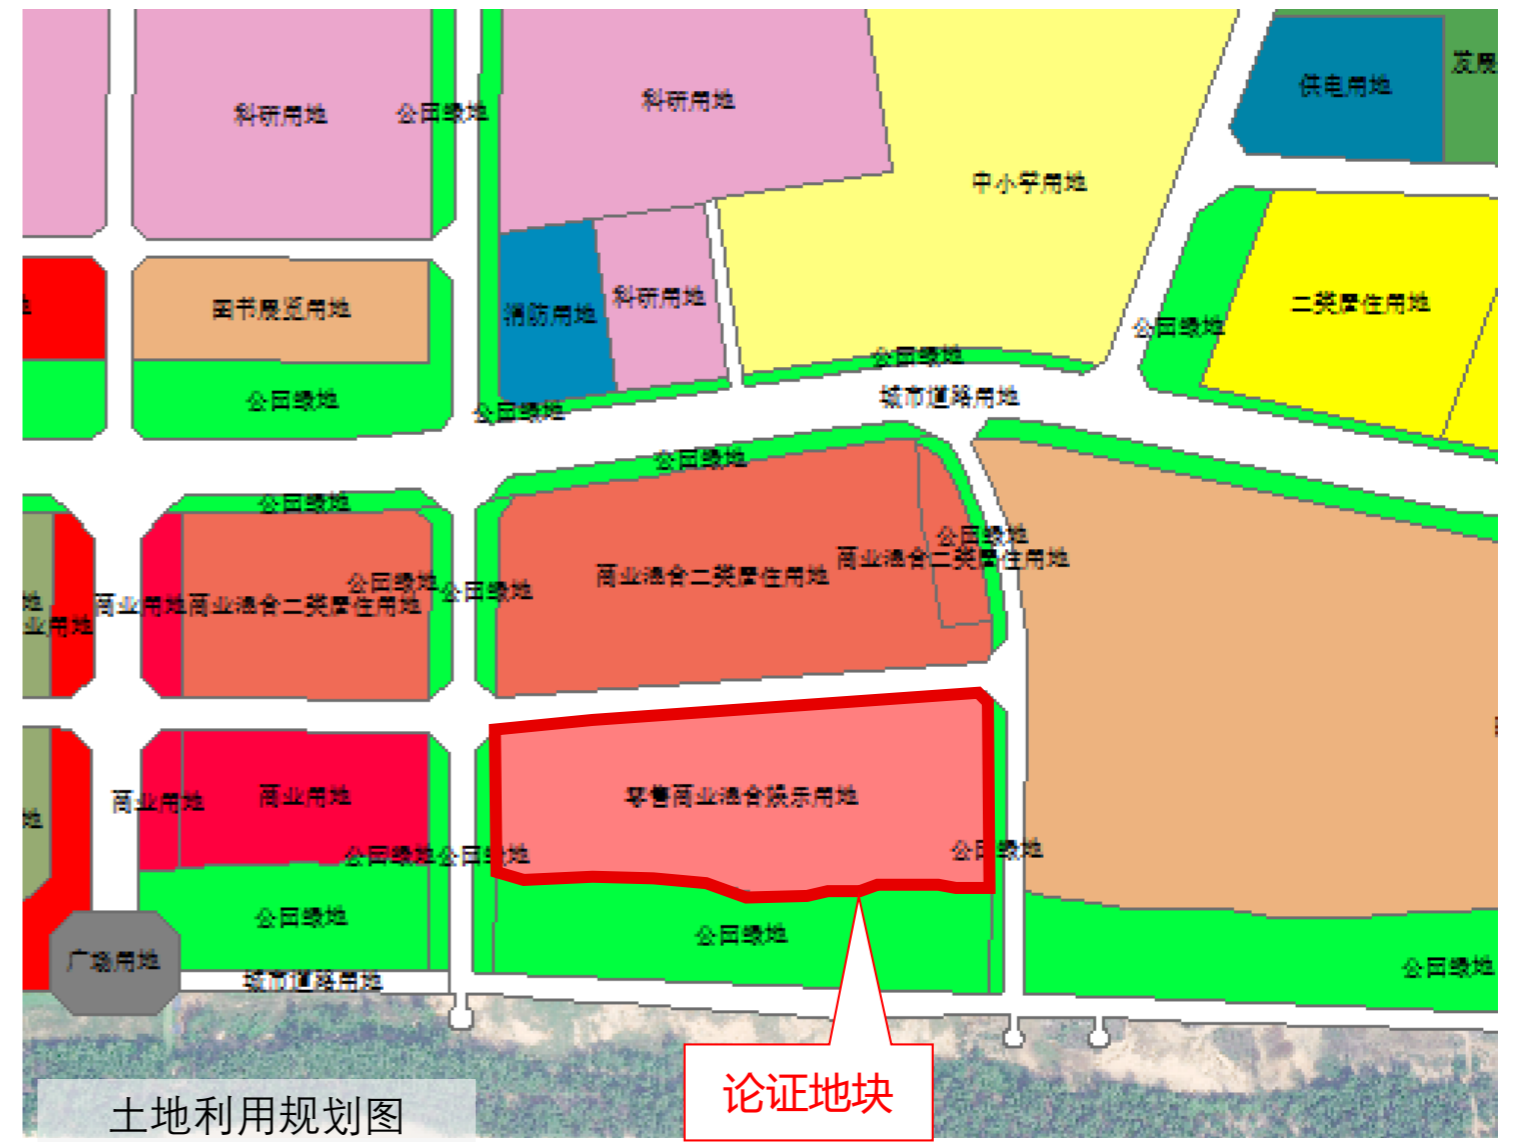 发展
供电用地
科研用地
公园绿地
科研用地
中小学用地
科研用地
二类居住用地
图书展览用地
消防用地
公园绿地
公园绿地
城市道路用地
公园绿地
公园绿地
公园绿地
公园绿地
公园绿地
商业混合二类居住用地
商业混合二类居住用地
公园绿地
公园绿地
地
业用地
商业用地
商业混合二类居住用地
商业用地
商业用地
零售商业混合娱乐用地
地
公园绿地
公园绿地
公园绿地
公园绿地
公园绿地
广场用地
公园绿地
城市道路用地
论证地块
土地利用规划图